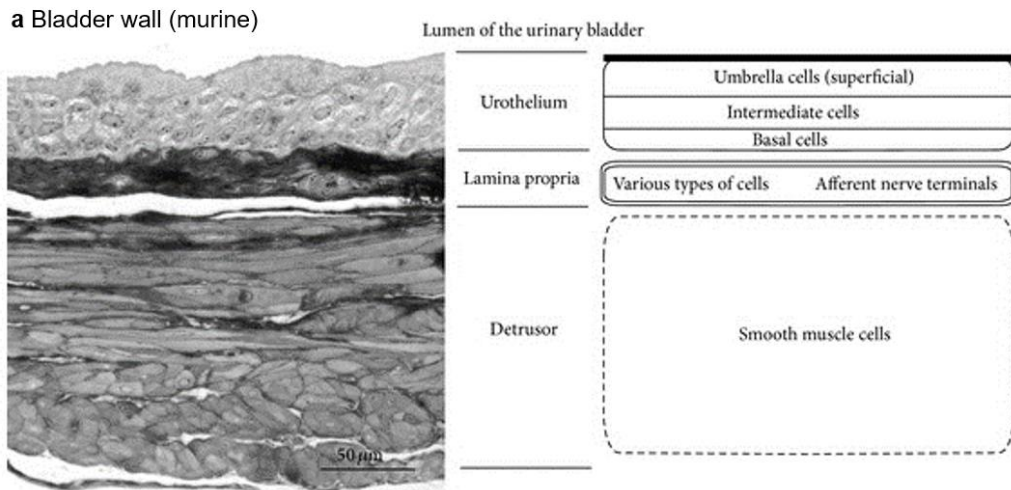 a Bladder wall (murine)
Lumen of the urinary bladder
Urothelium
Umbrella cells (superficial)
Intermediate cells
Basal cells
Lamina propria
Various types of cells Afferent nerve terminals
Detrusor
Smooth muscle cells
50 μm